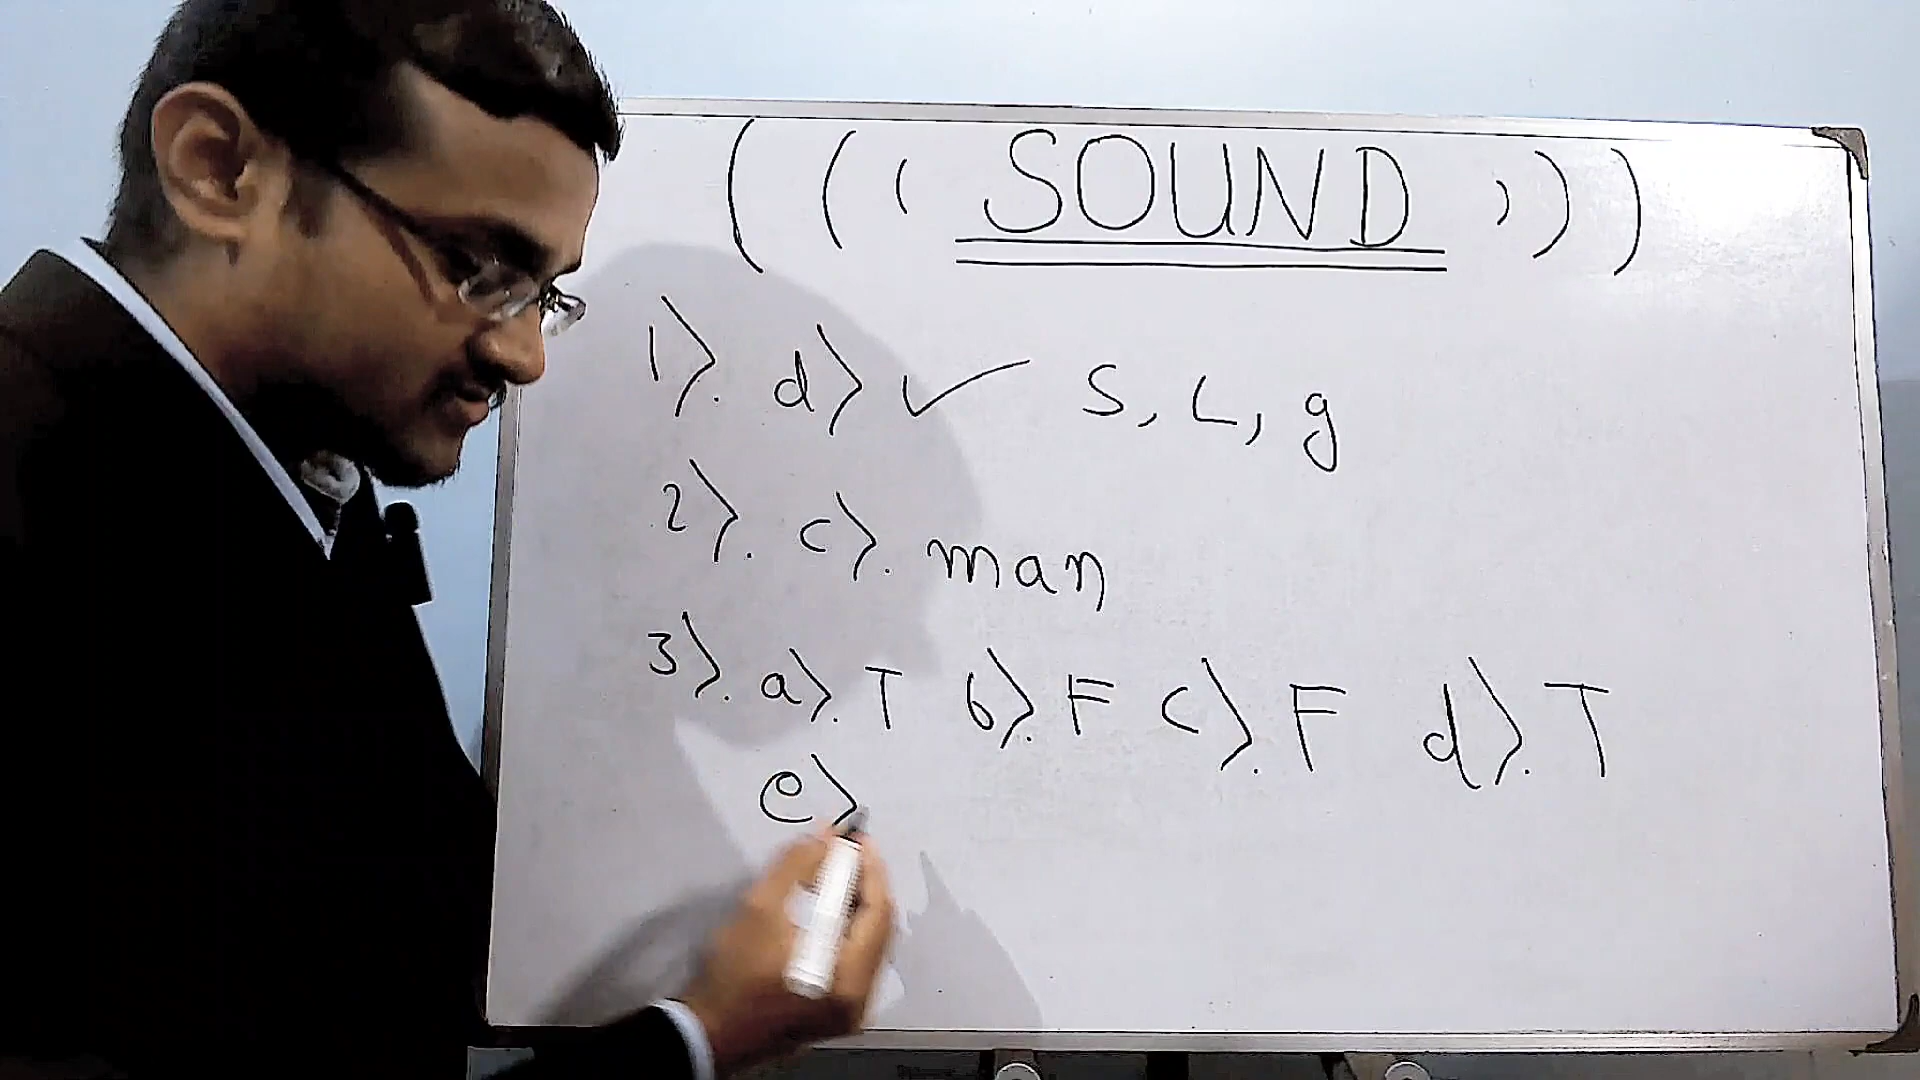 ( ( ( SOUND ) ) )
1>. d> ✓ S, L, g
2>. c>. man
3>. a>. T b>. F c>. F d>. T
e>